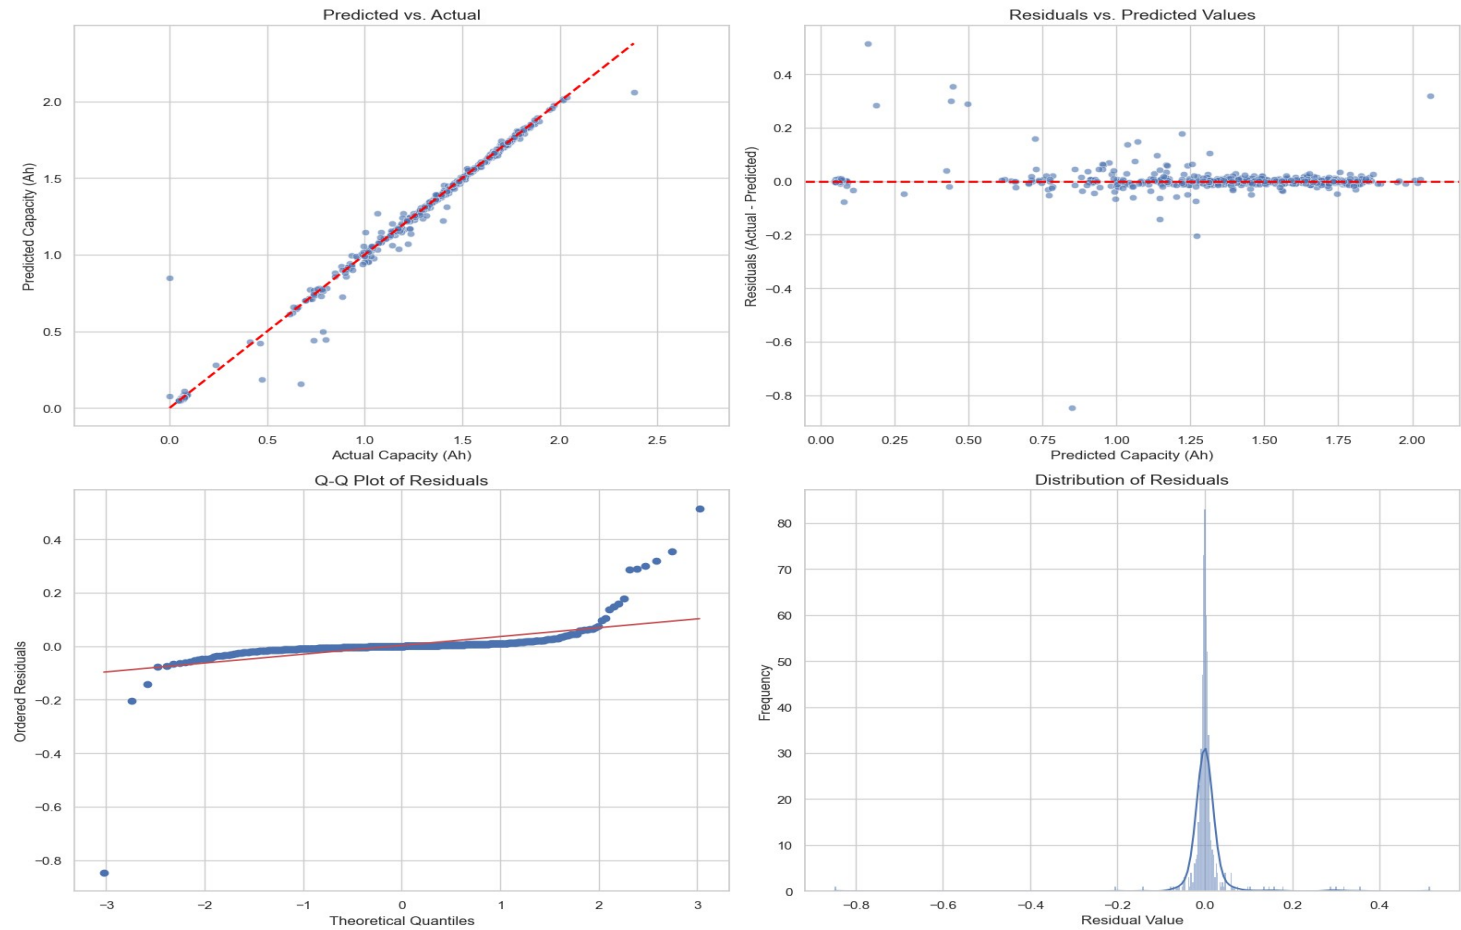 Predicted vs. Actual
Predicted Capacity (Ah)
2.0
1.5
1.0
0.5
0.0
0.0 0.5 1.0 1.5 2.0 2.5
Actual Capacity (Ah)
Residuals vs. Predicted Values
Residuals (Actual - Predicted)
0.4
0.2
0.0
−0.2
−0.4
−0.6
−0.8
0.00 0.25 0.50 0.75 1.00 1.25 1.50 1.75 2.00
Predicted Capacity (Ah)
Q-Q Plot of Residuals
Ordered Residuals
0.4
0.2
0.0
−0.2
−0.4
−0.6
−0.8
−3 −2 −1 0 1 2 3
Theoretical Quantiles
Distribution of Residuals
Frequency
80
70
60
50
40
30
20
10
0
−0.8 −0.6 −0.4 −0.2 0.0 0.2 0.4
Residual Value